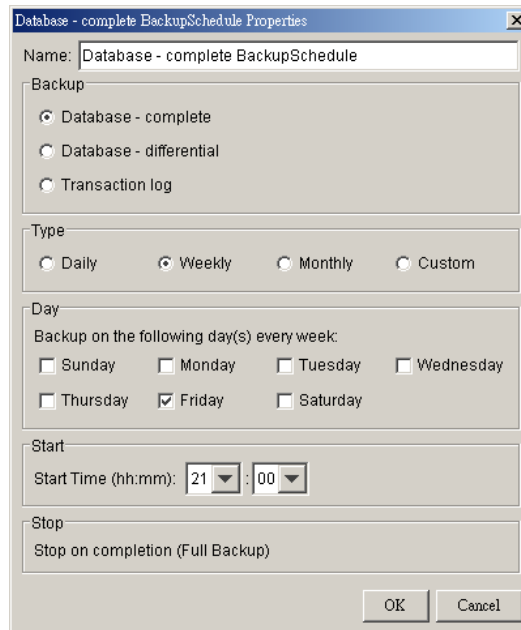 Database - complete BackupSchedule Properties
Name: Database - complete BackupSchedule
Backup
Database - complete
Database - differential
Transaction log
Type
Daily Weekly Monthly Custom
Day
Backup on the following day(s) every week:
Sunday Monday Tuesday Wednesday
Thursday Friday Saturday
Start
Start Time (hh:mm): 21 : 00
Stop
Stop on completion (Full Backup)
OK Cancel